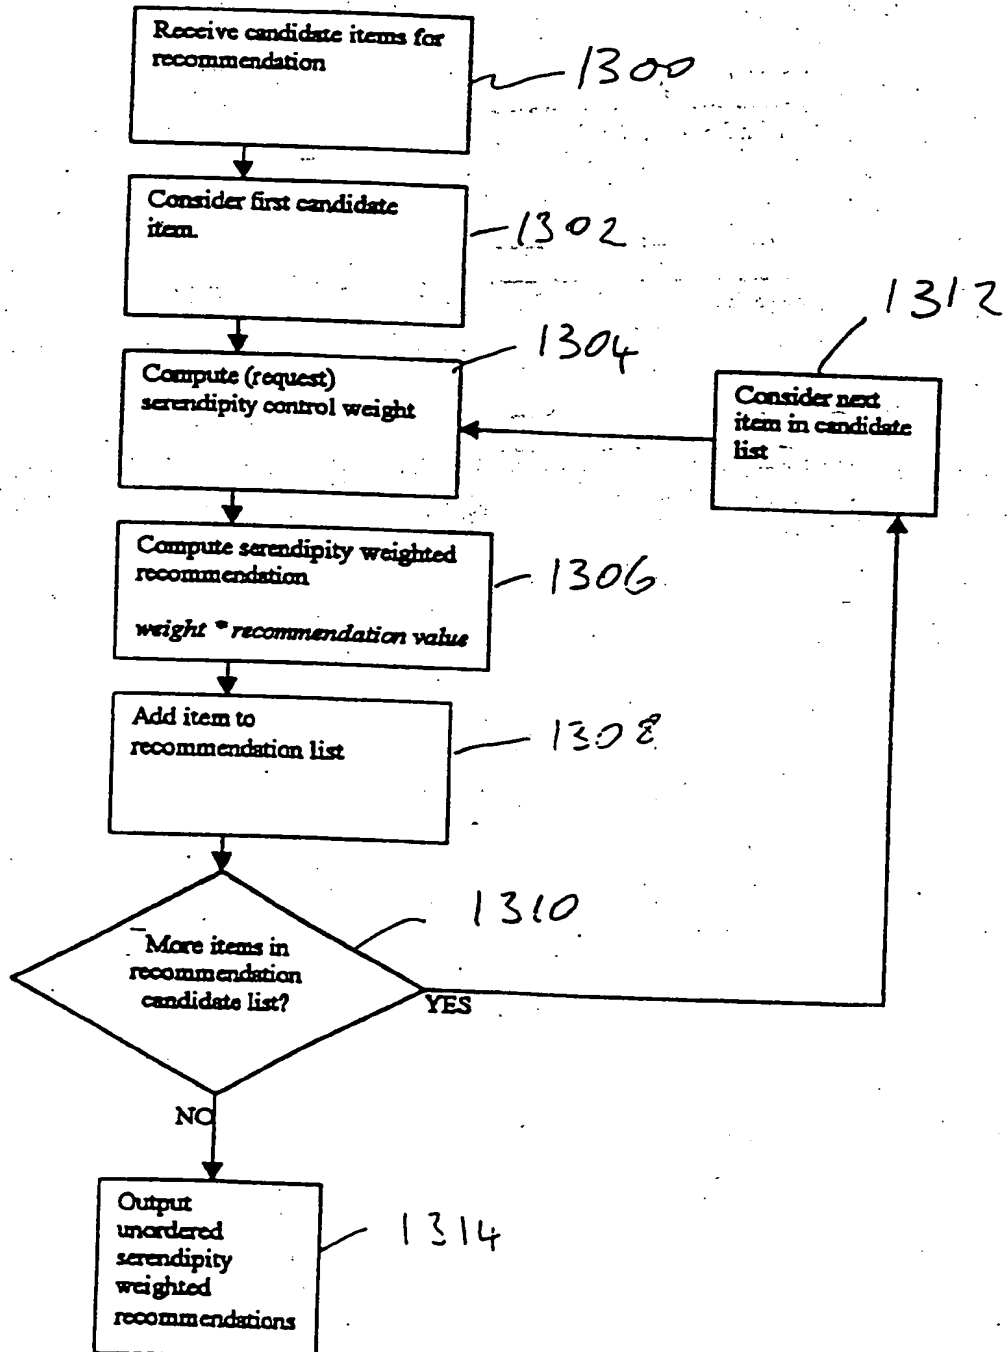 Receive candidate items for
recommendation
1300
Consider first candidate
item.
1302
Compute (request)
serendipity control weight
1304
Consider next
item in candidate
list
1312
Compute serendipity weighted
recommendation
weight * recommendation value
1306
Add item to
recommendation list
1308
More items in
recommendation
candidate list?
1310
YES
NO
Output
unordered
serendipity
weighted
recommendations
1314